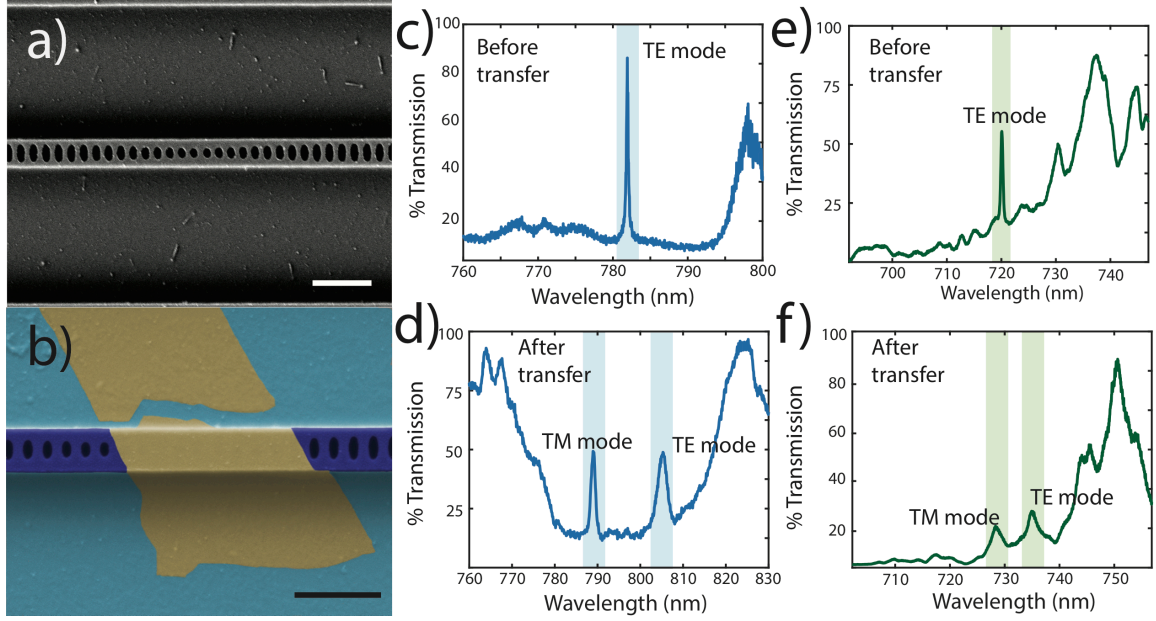 a)
b)
c)
100
80
60
40
20
% Transmission
Before
transfer
TE mode
760
770
780
790
800
Wavelength (nm)
d)
100
75
50
25
% Transmission
After
transfer
TM mode
TE mode
760
770
780
790
800
805
810
820
830
Wavelength (nm)
e)
100
75
50
25
% Transmission
Before
transfer
TE mode
700
710
720
730
740
Wavelength (nm)
f)
100
80
60
40
20
% Transmission
After
transfer
TM mode
TE mode
710
720
730
740
750
Wavelength (nm)